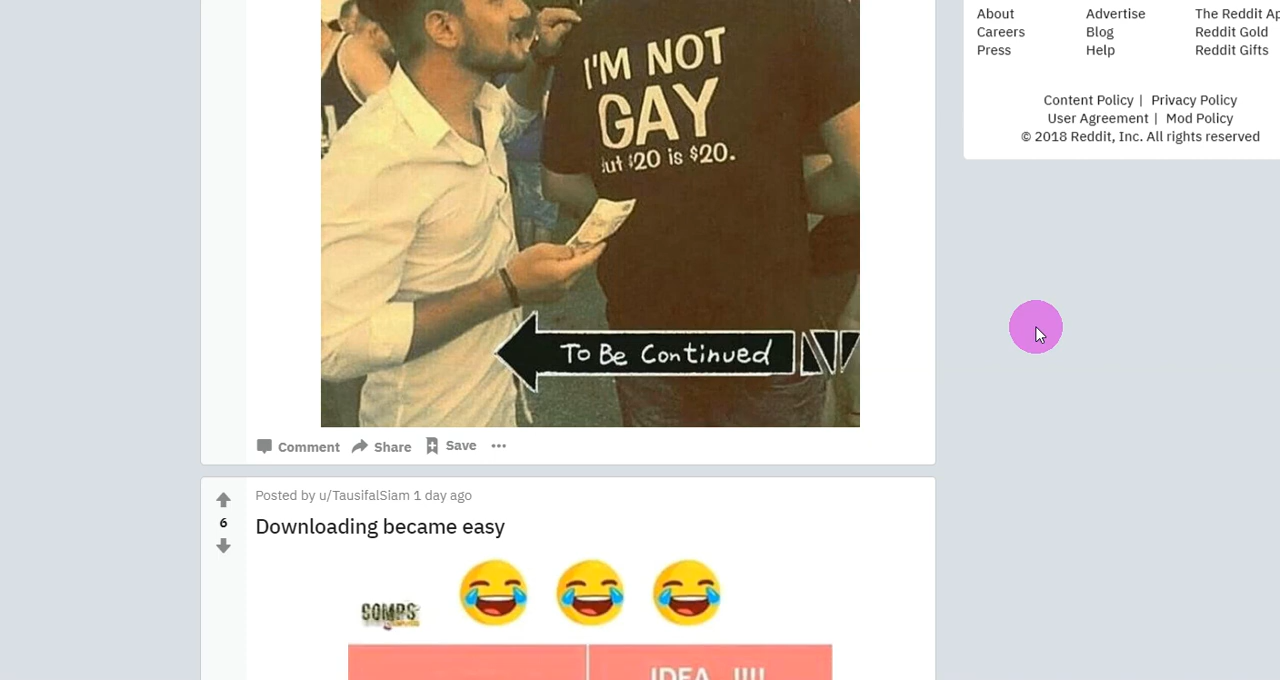 I'M NOT
GAY
but $20 is $20.
To Be Continued
Comment
Share
Save
Posted by u/TausifalSiam 1 day ago
6
Downloading became easy
COMPS
IDEA...!!!!
About
Advertise
The Reddit Ap
Careers
Blog
Reddit Gold
Press
Help
Reddit Gifts
Content Policy | Privacy Policy
User Agreement | Mod Policy
© 2018 Reddit, Inc. All rights reserved